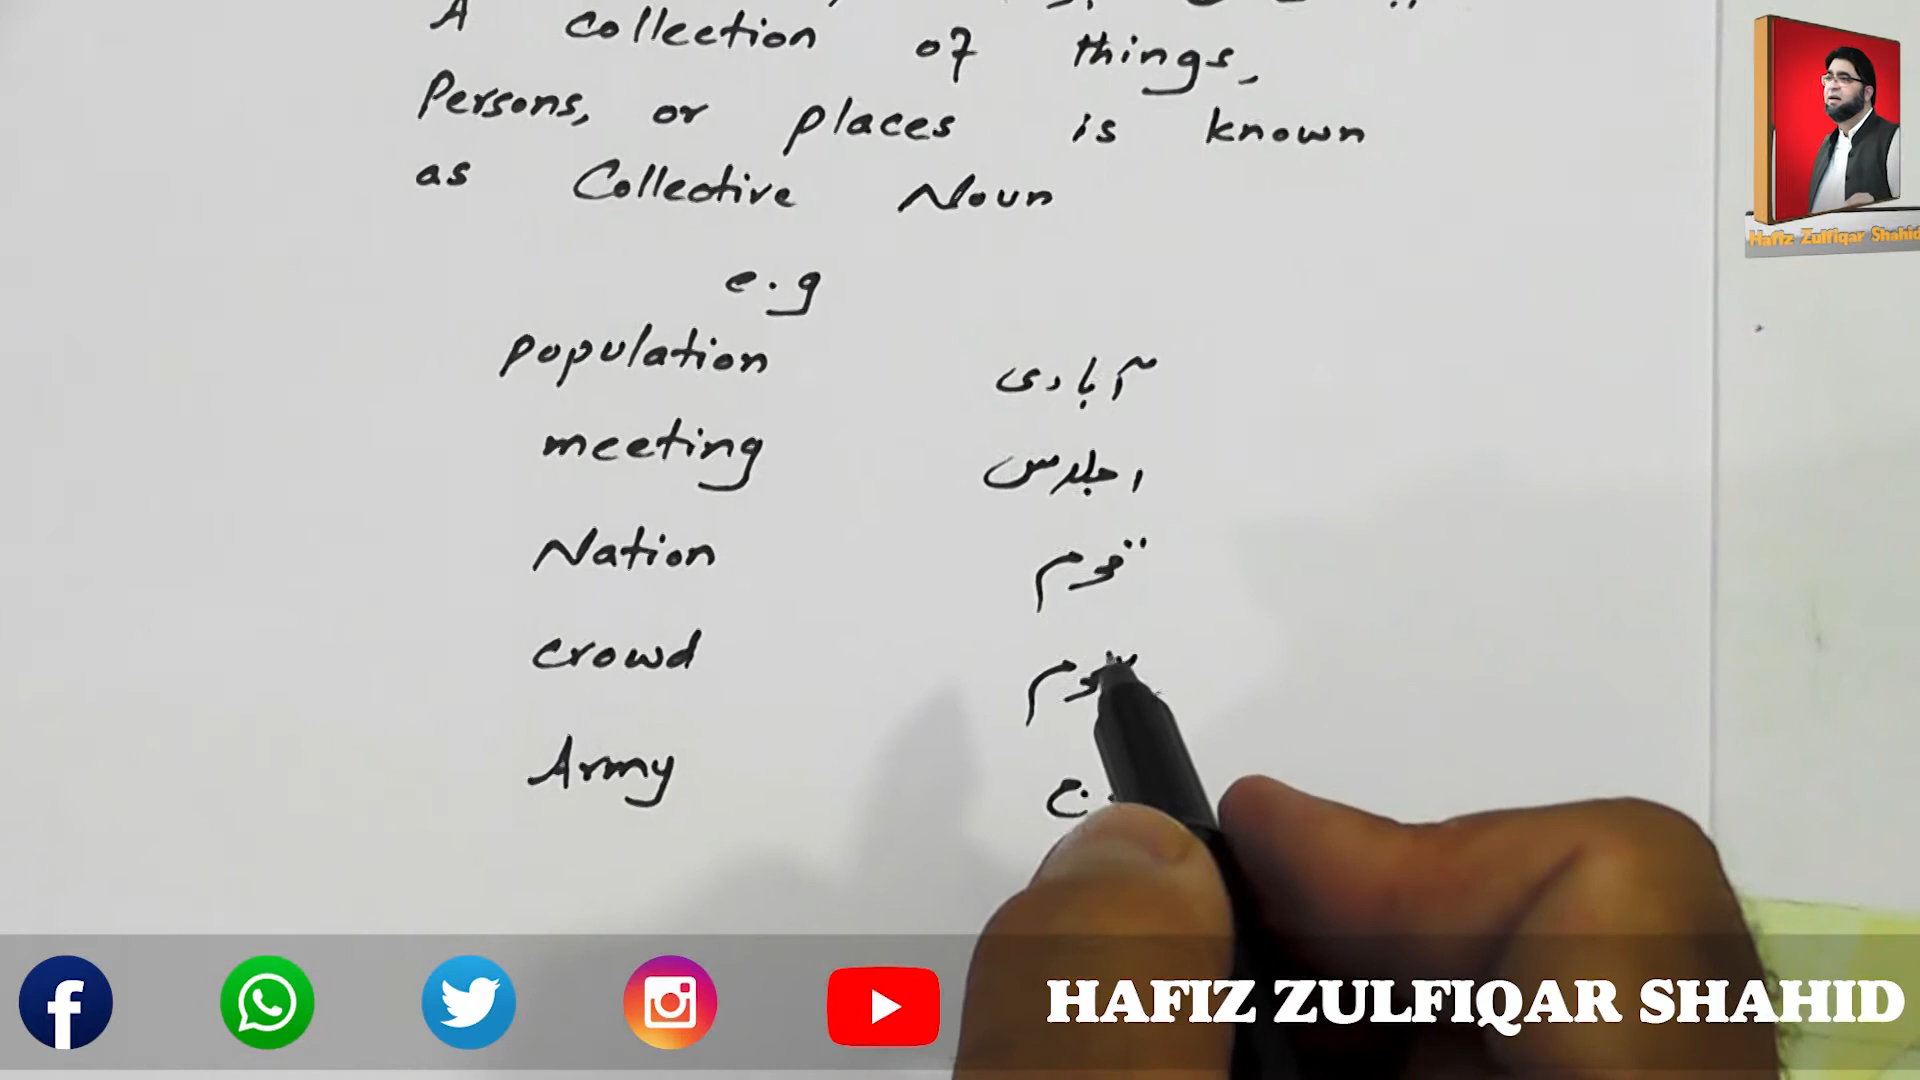 A collection of things,
Persons, or places is known
as Collective Noun
e.g
population آبادی
meeting اجلاس
Nation قوم
crowd
Army
Hafiz Zulfiqar Shahid
HAFIZ ZULFIQAR SHAHID